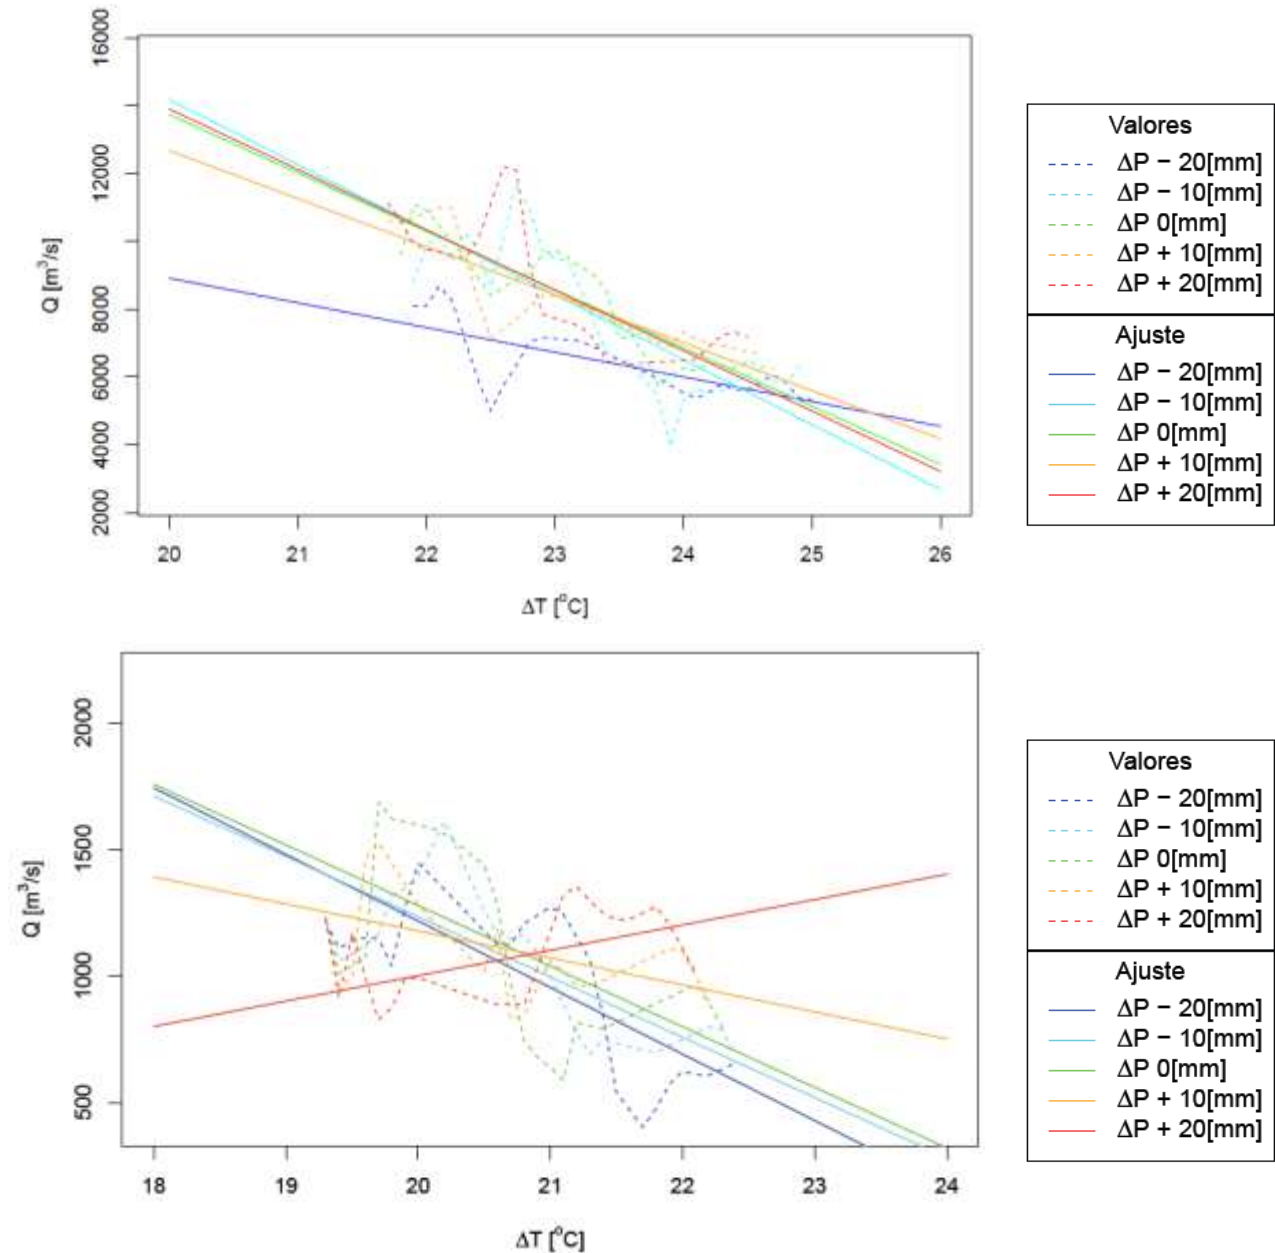 16000
12000
8000
6000
4000
2000
Q [m³/s]
20 21 22 23 24 25 26
ΔT [°C]
Valores
ΔP − 20[mm]
ΔP − 10[mm]
ΔP 0[mm]
ΔP + 10[mm]
ΔP + 20[mm]
Ajuste
ΔP − 20[mm]
ΔP − 10[mm]
ΔP 0[mm]
ΔP + 10[mm]
ΔP + 20[mm]
2000
1500
1000
500
Q [m³/s]
18 19 20 21 22 23 24
ΔT [°C]
Valores
ΔP − 20[mm]
ΔP − 10[mm]
ΔP 0[mm]
ΔP + 10[mm]
ΔP + 20[mm]
Ajuste
ΔP − 20[mm]
ΔP − 10[mm]
ΔP 0[mm]
ΔP + 10[mm]
ΔP + 20[mm]